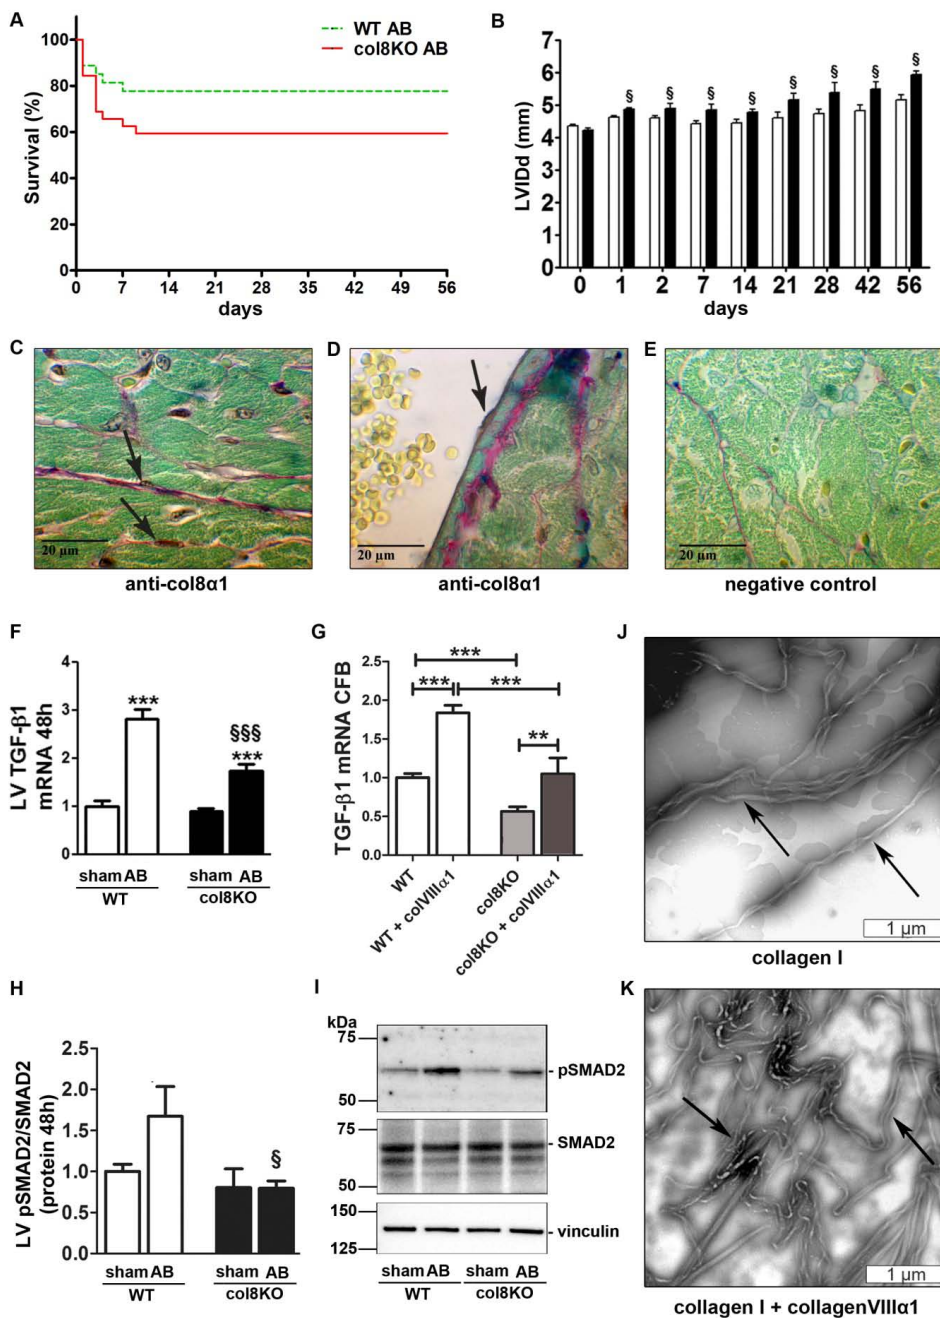 A
WT AB
col8KO AB
Survival (%)
100
80
60
40
20
0
0 7 14 21 28 35 42 49 56
days
B
§ § § § § § § §
LVIDd (mm)
7
6
5
4
3
2
1
0
0 1 2 7 14 21 28 42 56
days
C
20 µm
anti-col8α1
D
20 µm
anti-col8α1
E
20 µm
negative control
F
LV TGF-β1
mRNA 48h
4
3
2
1
0
***
§§§
***
sham AB sham AB
WT col8KO
G
TGF-β1 mRNA CFB
2.5
2.0
1.5
1.0
0.5
0.0
***
*** ***
**
WT
WT + colVIIIα1
col8KO
col8KO + colVIIIα1
J
1 µm
collagen I
H
LV pSMAD2/SMAD2
(protein 48h)
2.5
2.0
1.5
1.0
0.5
0.0
§
sham AB sham AB
WT col8KO
I
kDa
75
50
- pSMAD2
75
50
- SMAD2
150
125
- vinculin
sham AB sham AB
WT col8KO
K
1 µm
collagen I + collagenVIIIα1